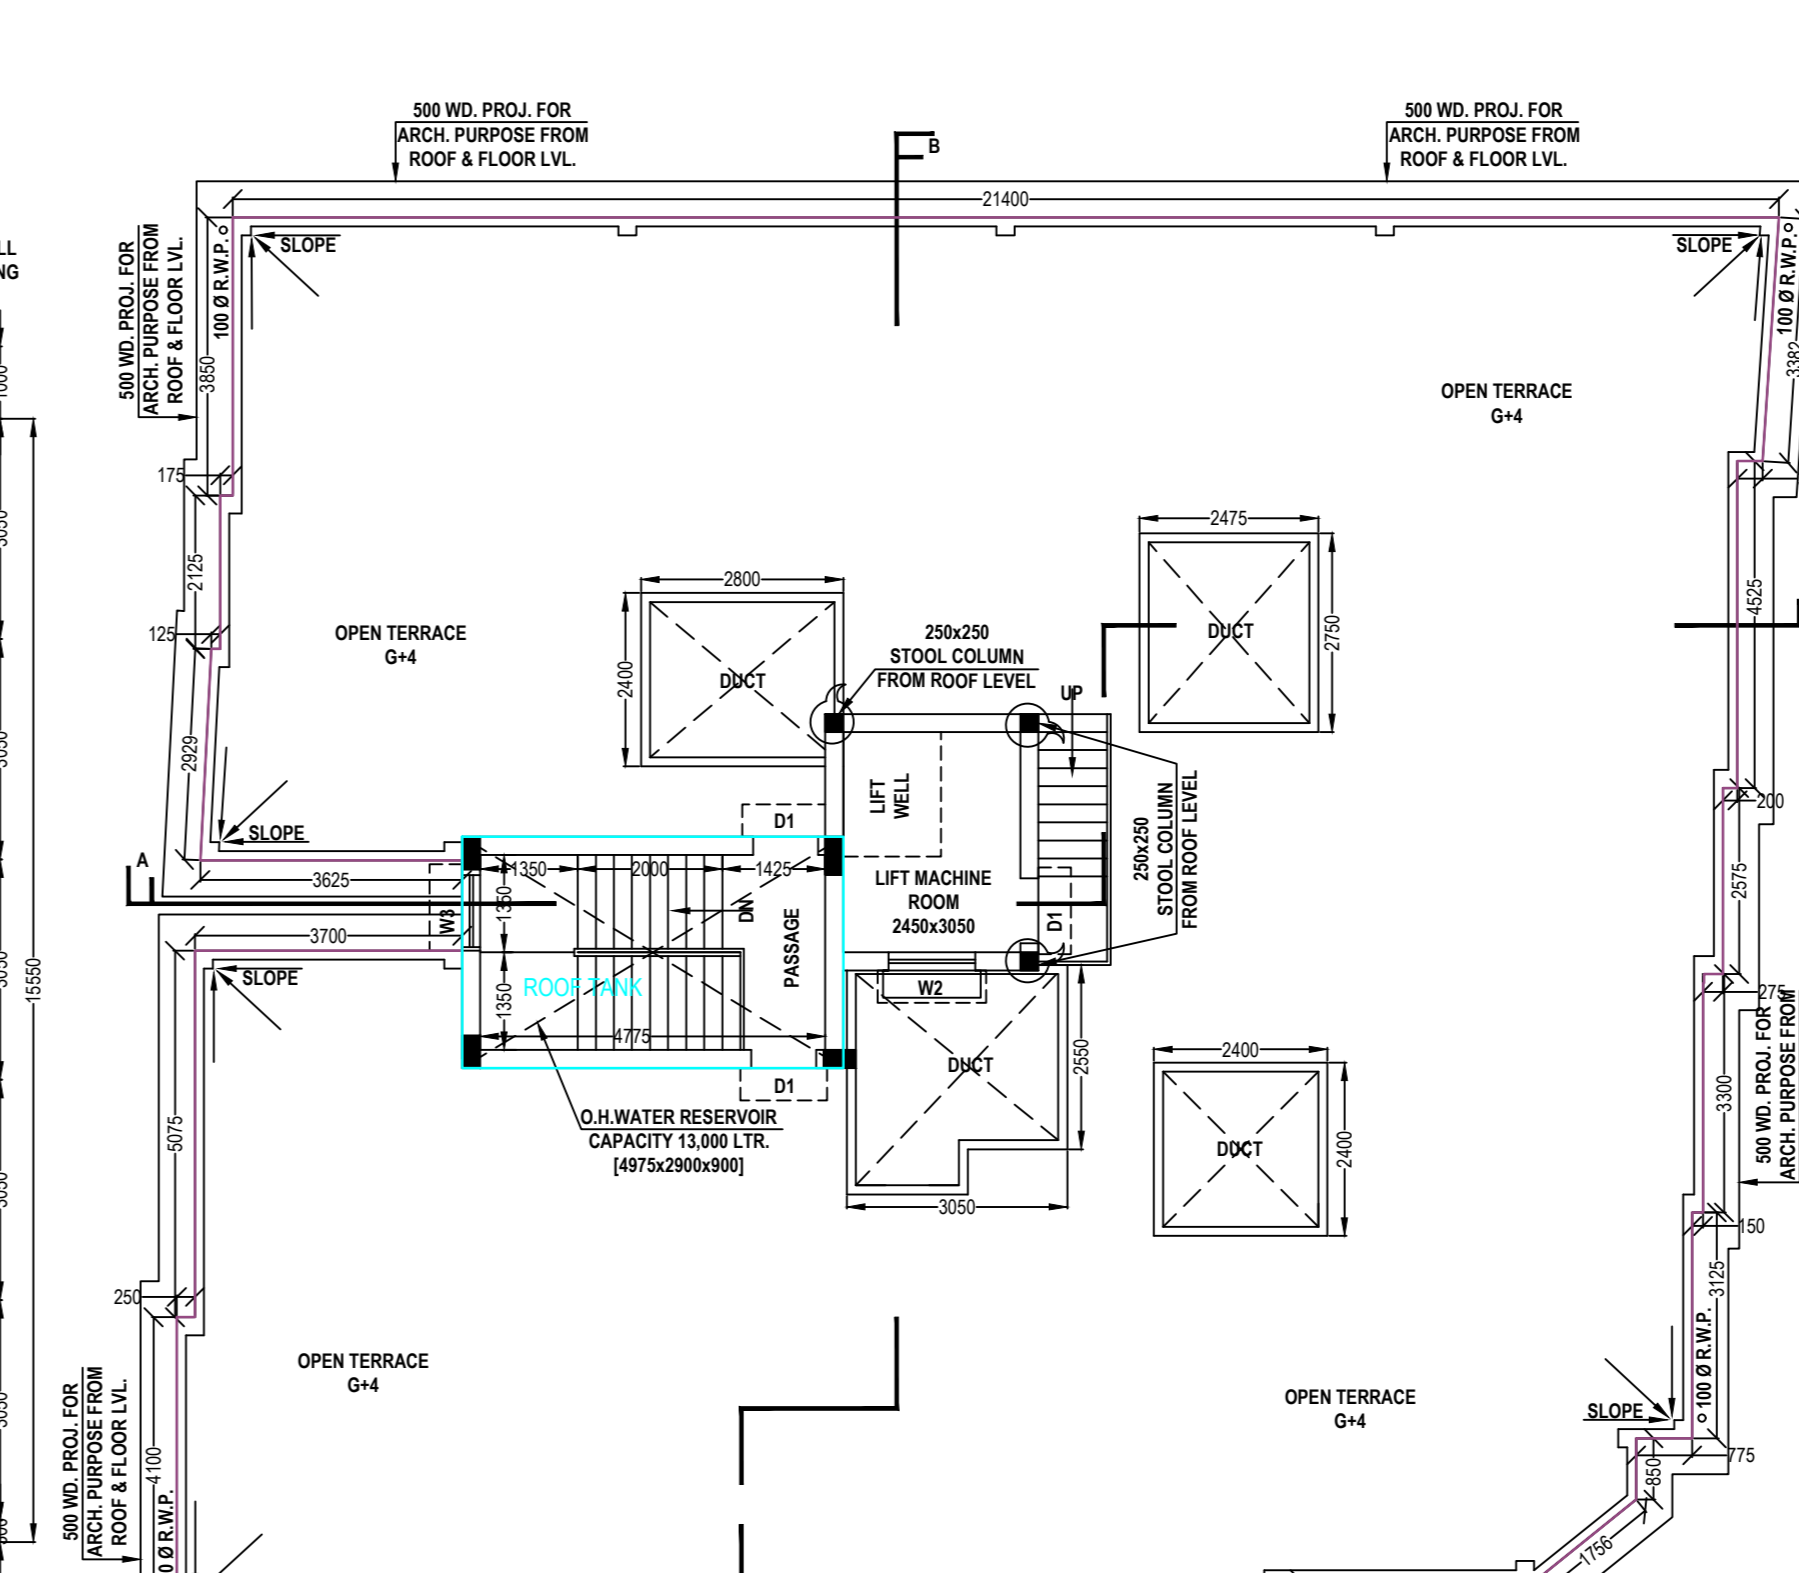 500 WD. PROJ. FOR
ARCH. PURPOSE FROM
ROOF & FLOOR LVL.
500 WD. PROJ. FOR
ARCH. PURPOSE FROM
ROOF & FLOOR LVL.
B
21400
SLOPE
SLOPE
500 WD. PROJ. FOR
ARCH. PURPOSE FROM
ROOF & FLOOR LVL.
100 Ø R.W.P.
100 Ø R.W.P.
3850
3382
OPEN TERRACE
G+4
175
2125
125
2929
OPEN TERRACE
G+4
2475
DUCT
2750
4525
2800
2400
DUCT
250x250
STOOL COLUMN
FROM ROOF LEVEL
UP
LIFT
WELL
250x250
STOOL COLUMN
FROM ROOF LEVEL
200
SLOPE
D1
A
3625
1350
2000
1425
1350
LIFT MACHINE
ROOM
2450x3050
D1
2575
W3
DN
PASSAGE
3700
SLOPE
ROOF TANK
1350
4775
W2
15550
275
DUCT
2550
D1
2400
DUCT
2400
3300
500 WD. PROJ. FOR
ARCH. PURPOSE FROM
O.H.WATER RESERVOIR
CAPACITY 13,000 LTR.
[4975x2900x900]
5075
3050
150
3125
250
OPEN TERRACE
G+4
OPEN TERRACE
G+4
100 Ø R.W.P.
SLOPE
775
850
1756
500 WD. PROJ. FOR
ARCH. PURPOSE FROM
ROOF & FLOOR LVL.
4100
0 Ø R.W.P.